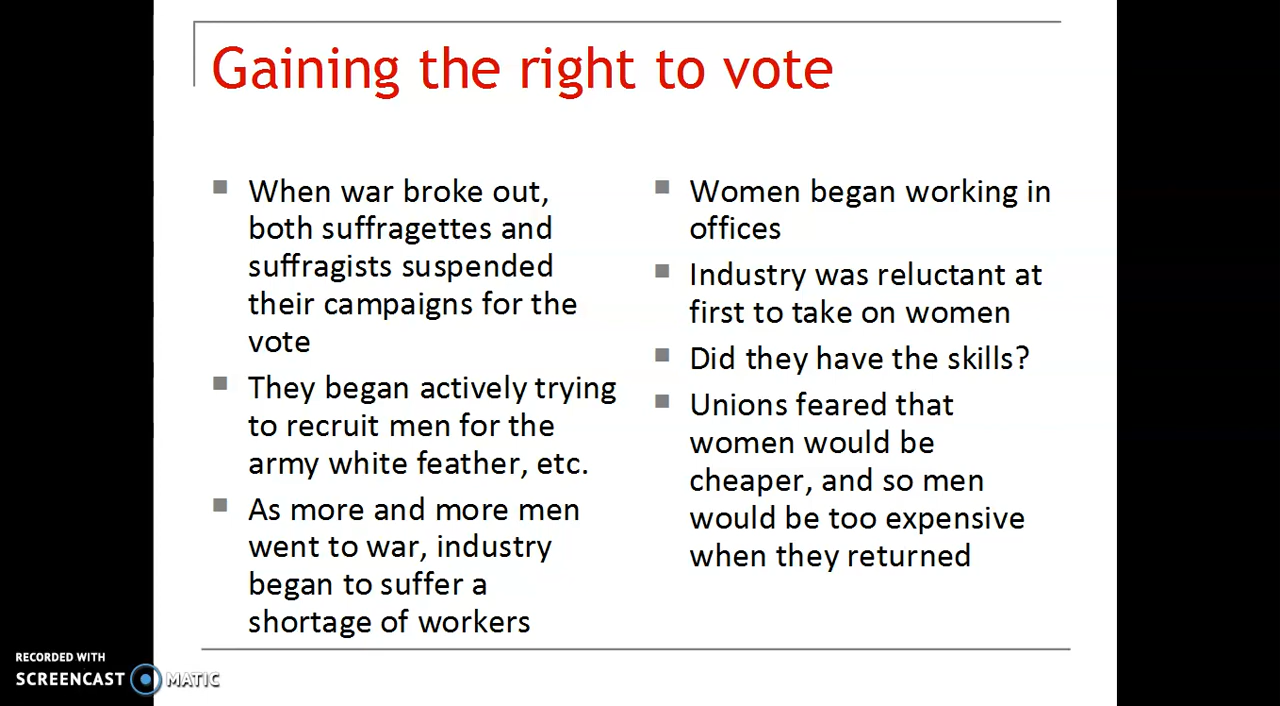 Gaining the right to vote
When war broke out,
both suffragettes and
suffragists suspended
their campaigns for the
vote
They began actively trying
to recruit men for the
army white feather, etc.
As more and more men
went to war, industry
began to suffer a
shortage of workers
Women began working in
offices
Industry was reluctant at
first to take on women
Did they have the skills?
Unions feared that
women would be
cheaper, and so men
would be too expensive
when they returned
RECORDED WITH
SCREENCAST MATIC